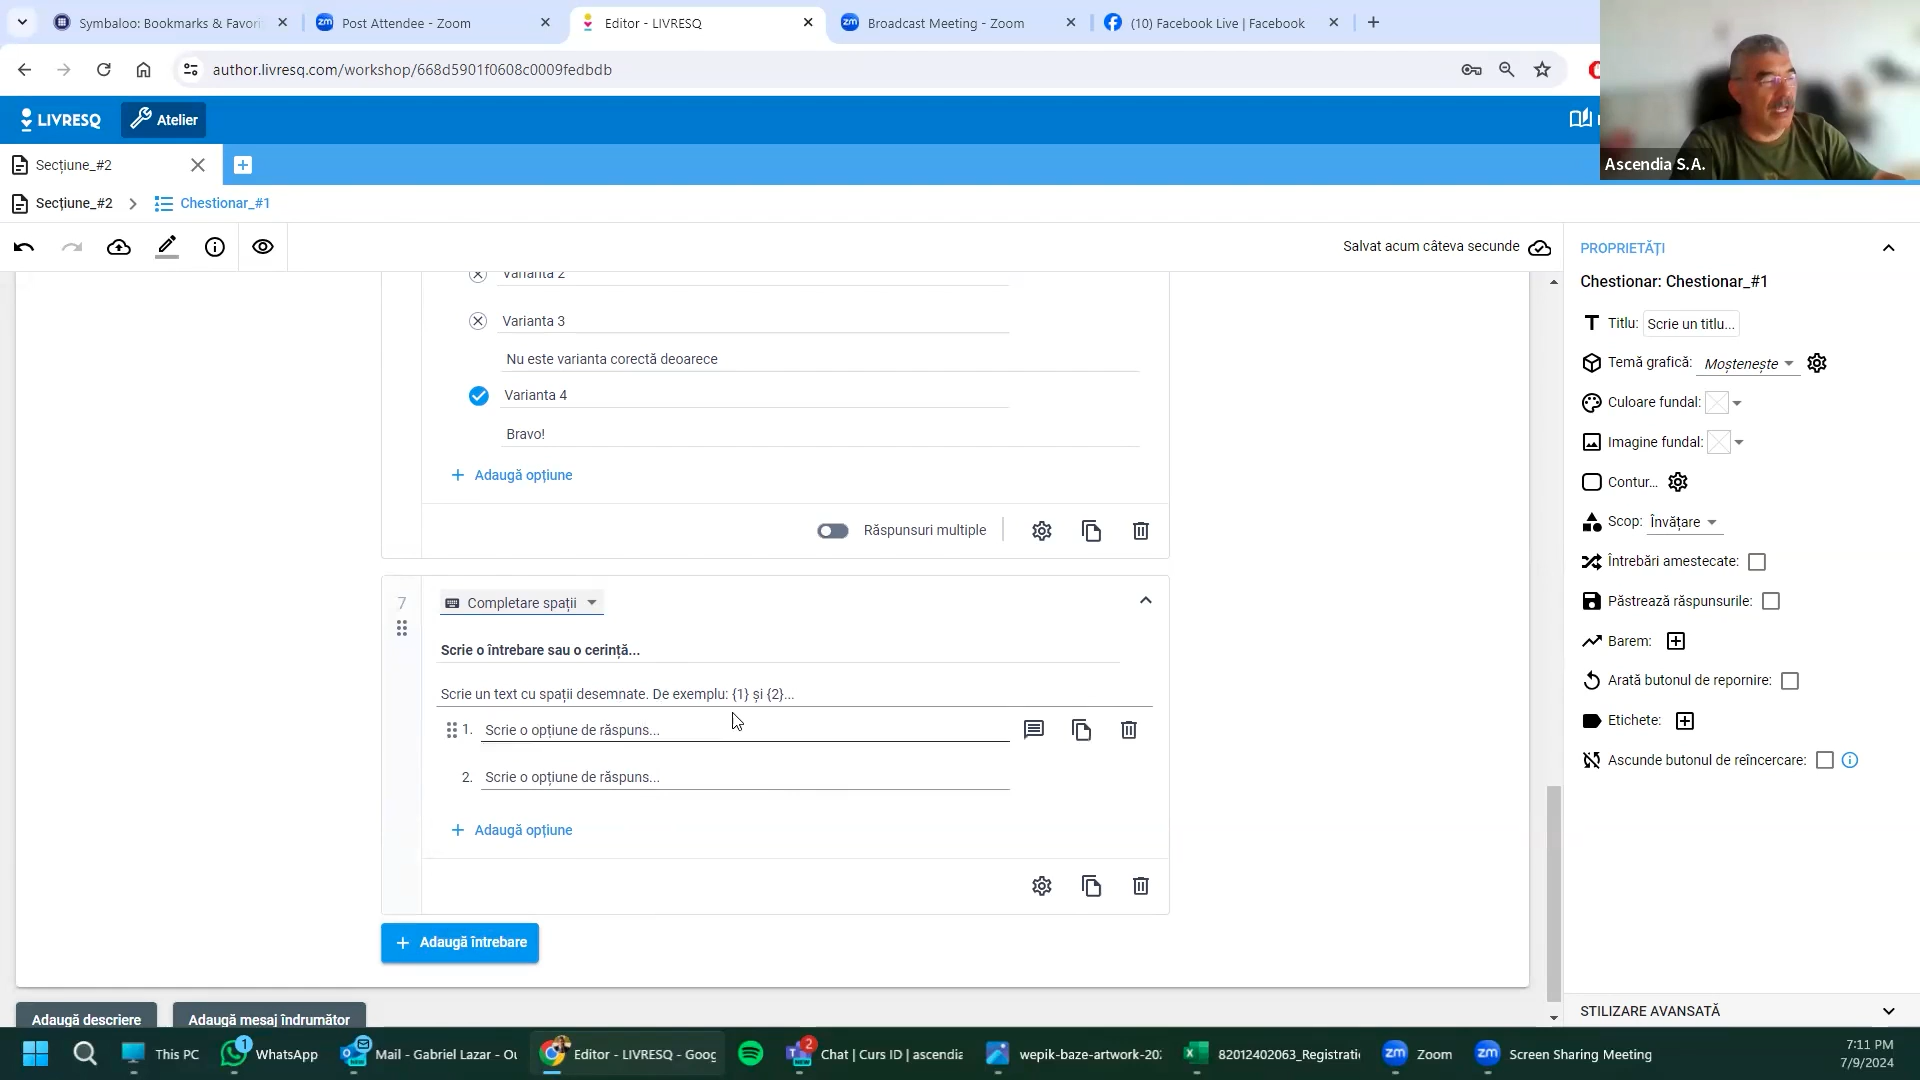 Symbaloo: Bookmarks & Favori
Post Attendee - Zoom
Editor - LIVRESQ
Broadcast Meeting - Zoom
(10) Facebook Live | Facebook
author.livresq.com/workshop/668d5901f0608c0009fedbdb
LIVRESQ
Atelier
Ascendia S.A.
Secțiune_#2
Secțiune_#2
Chestionar_#1
Salvat acum câteva secunde
PROPRIETĂȚI
Chestionar: Chestionar_#1
Titlu: Scrie un titlu...
Temă grafică: Moștenește
Culoare fundal:
Imagine fundal:
Contur...
Scop: Învățare
Întrebări amestecate:
Păstrează răspunsurile:
Barem:
Arată butonul de repornire:
Etichete:
Ascunde butonul de reîncercare:
STILIZARE AVANSATĂ
Varianta 2
Varianta 3
Nu este varianta corectă deoarece
Varianta 4
Bravo!
Adaugă opțiune
Răspunsuri multiple
7
Completare spații
Scrie o întrebare sau o cerință...
Scrie un text cu spații desemnate. De exemplu: {1} și {2}...
1. Scrie o opțiune de răspuns...
2. Scrie o opțiune de răspuns...
Adaugă opțiune
Adaugă întrebare
Adaugă descriere
Adaugă mesaj îndrumător
This PC
1
WhatsApp
Mail - Gabriel Lazar - Ou
Editor - LIVRESQ - Goog
2
Chat | Curs ID | ascendia
wepik-baze-artwork-202
82012402063_Registrati
zm
Zoom
zm
Screen Sharing Meeting
7:11 PM
7/9/2024